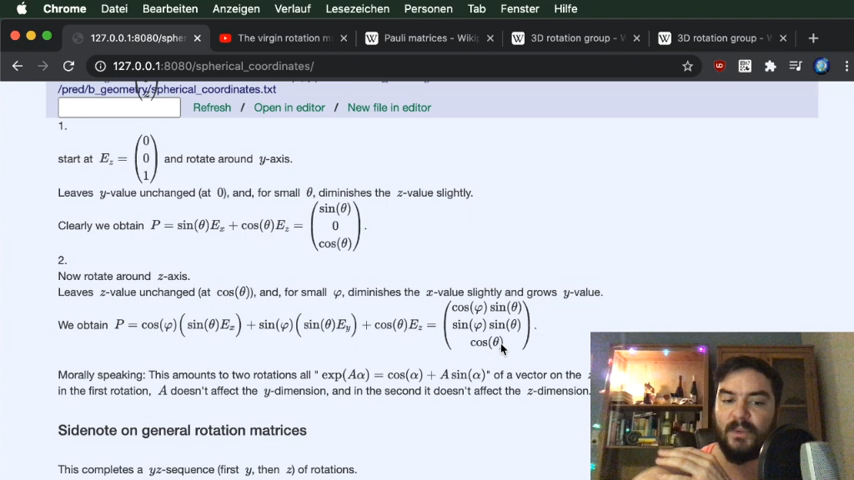 Chrome Datei Bearbeiten Anzeigen Verlauf Lesezeichen Personen Tab Fenster Hilfe
127.0.0.1:8080/sphe The virgin rotation m Pauli matrices - Wiki 3D rotation group - W 3D rotation group - W
127.0.0.1:8080/spherical_coordinates/
/pred/b_geometry/spherical_coordinates.txt
Refresh / Open in editor / New file in editor
1.
start at E_z = (0 0 1) and rotate around y-axis.
Leaves y-value unchanged (at 0), and, for small θ, diminishes the z-value slightly.
Clearly we obtain P = sin(θ)E_x + cos(θ)E_z = (sin(θ) 0 cos(θ)).
2.
Now rotate around z-axis.
Leaves z-value unchanged (at cos(θ)), and, for small φ, diminishes the x-value slightly and grows y-value.
We obtain P = cos(φ)(sin(θ)E_x) + sin(φ)(sin(θ)E_y) + cos(θ)E_z = (cos(φ) sin(θ) sin(φ) sin(θ) cos(θ)).
Morally speaking: This amounts to two rotations all " exp(Aα) = cos(α) + A sin(α)" of a vector on the
in the first rotation, A doesn't affect the y-dimension, and in the second it doesn't affect the z-dimension.
Sidenote on general rotation matrices
This completes a yz-sequence (first y, then z) of rotations.